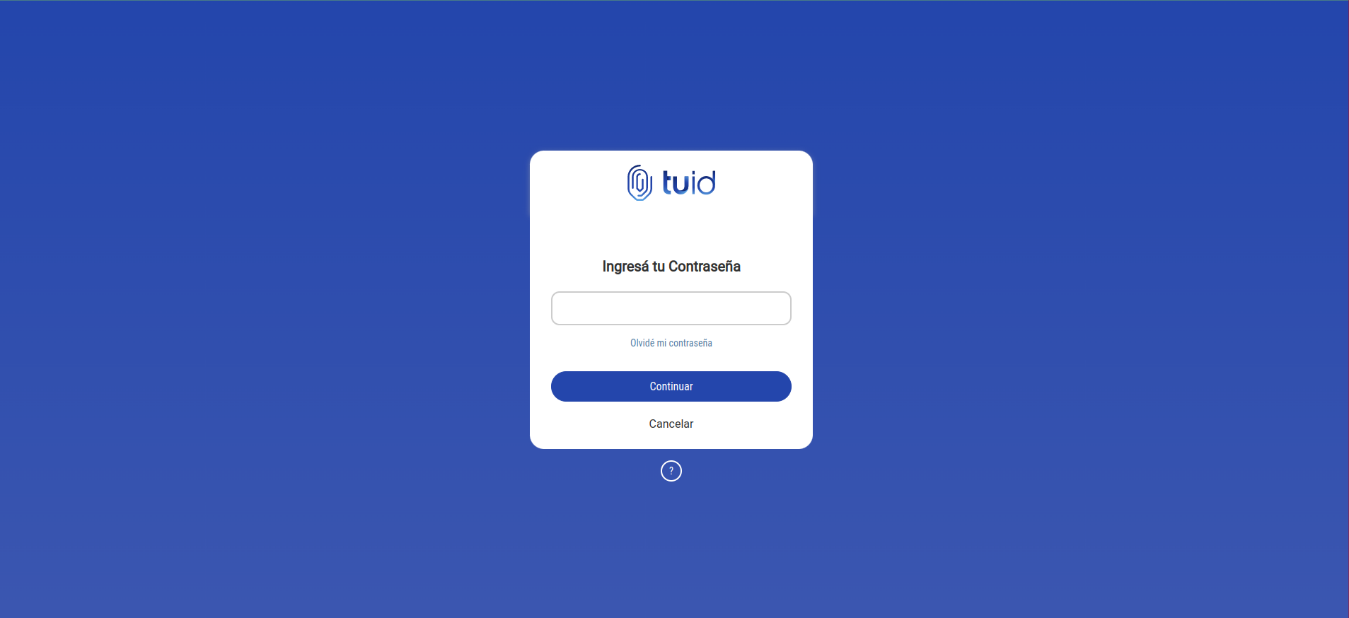 tuid
Ingresá tu Contraseña
Olvidé mi contraseña
Continuar
Cancelar
?